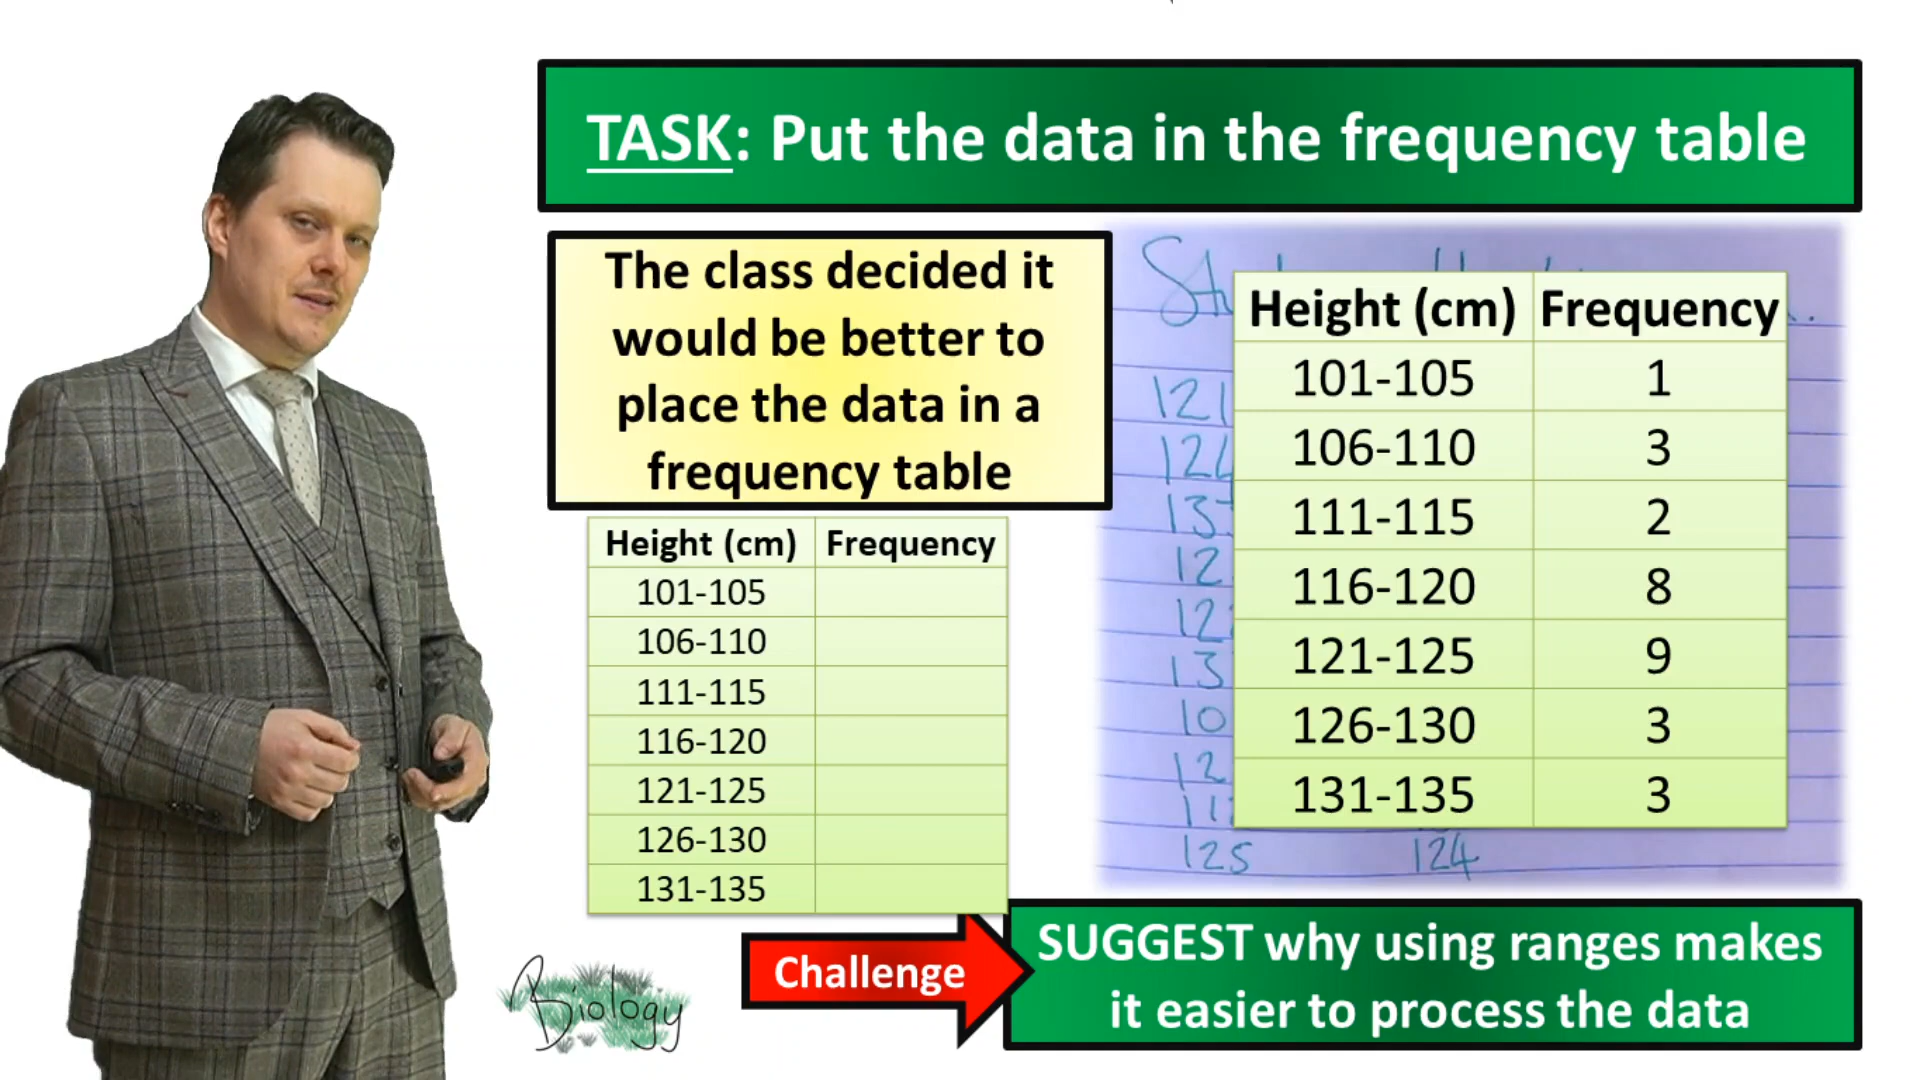 TASK: Put the data in the frequency table
The class decided it
would be better to
place the data in a
frequency table
Height (cm) Frequency
101-105
106-110
111-115
116-120
121-125
126-130
131-135
Height (cm) Frequency
101-105 1
106-110 3
111-115 2
116-120 8
121-125 9
126-130 3
131-135 3
121
125 124
Challenge
SUGGEST why using ranges makes
it easier to process the data
Biology